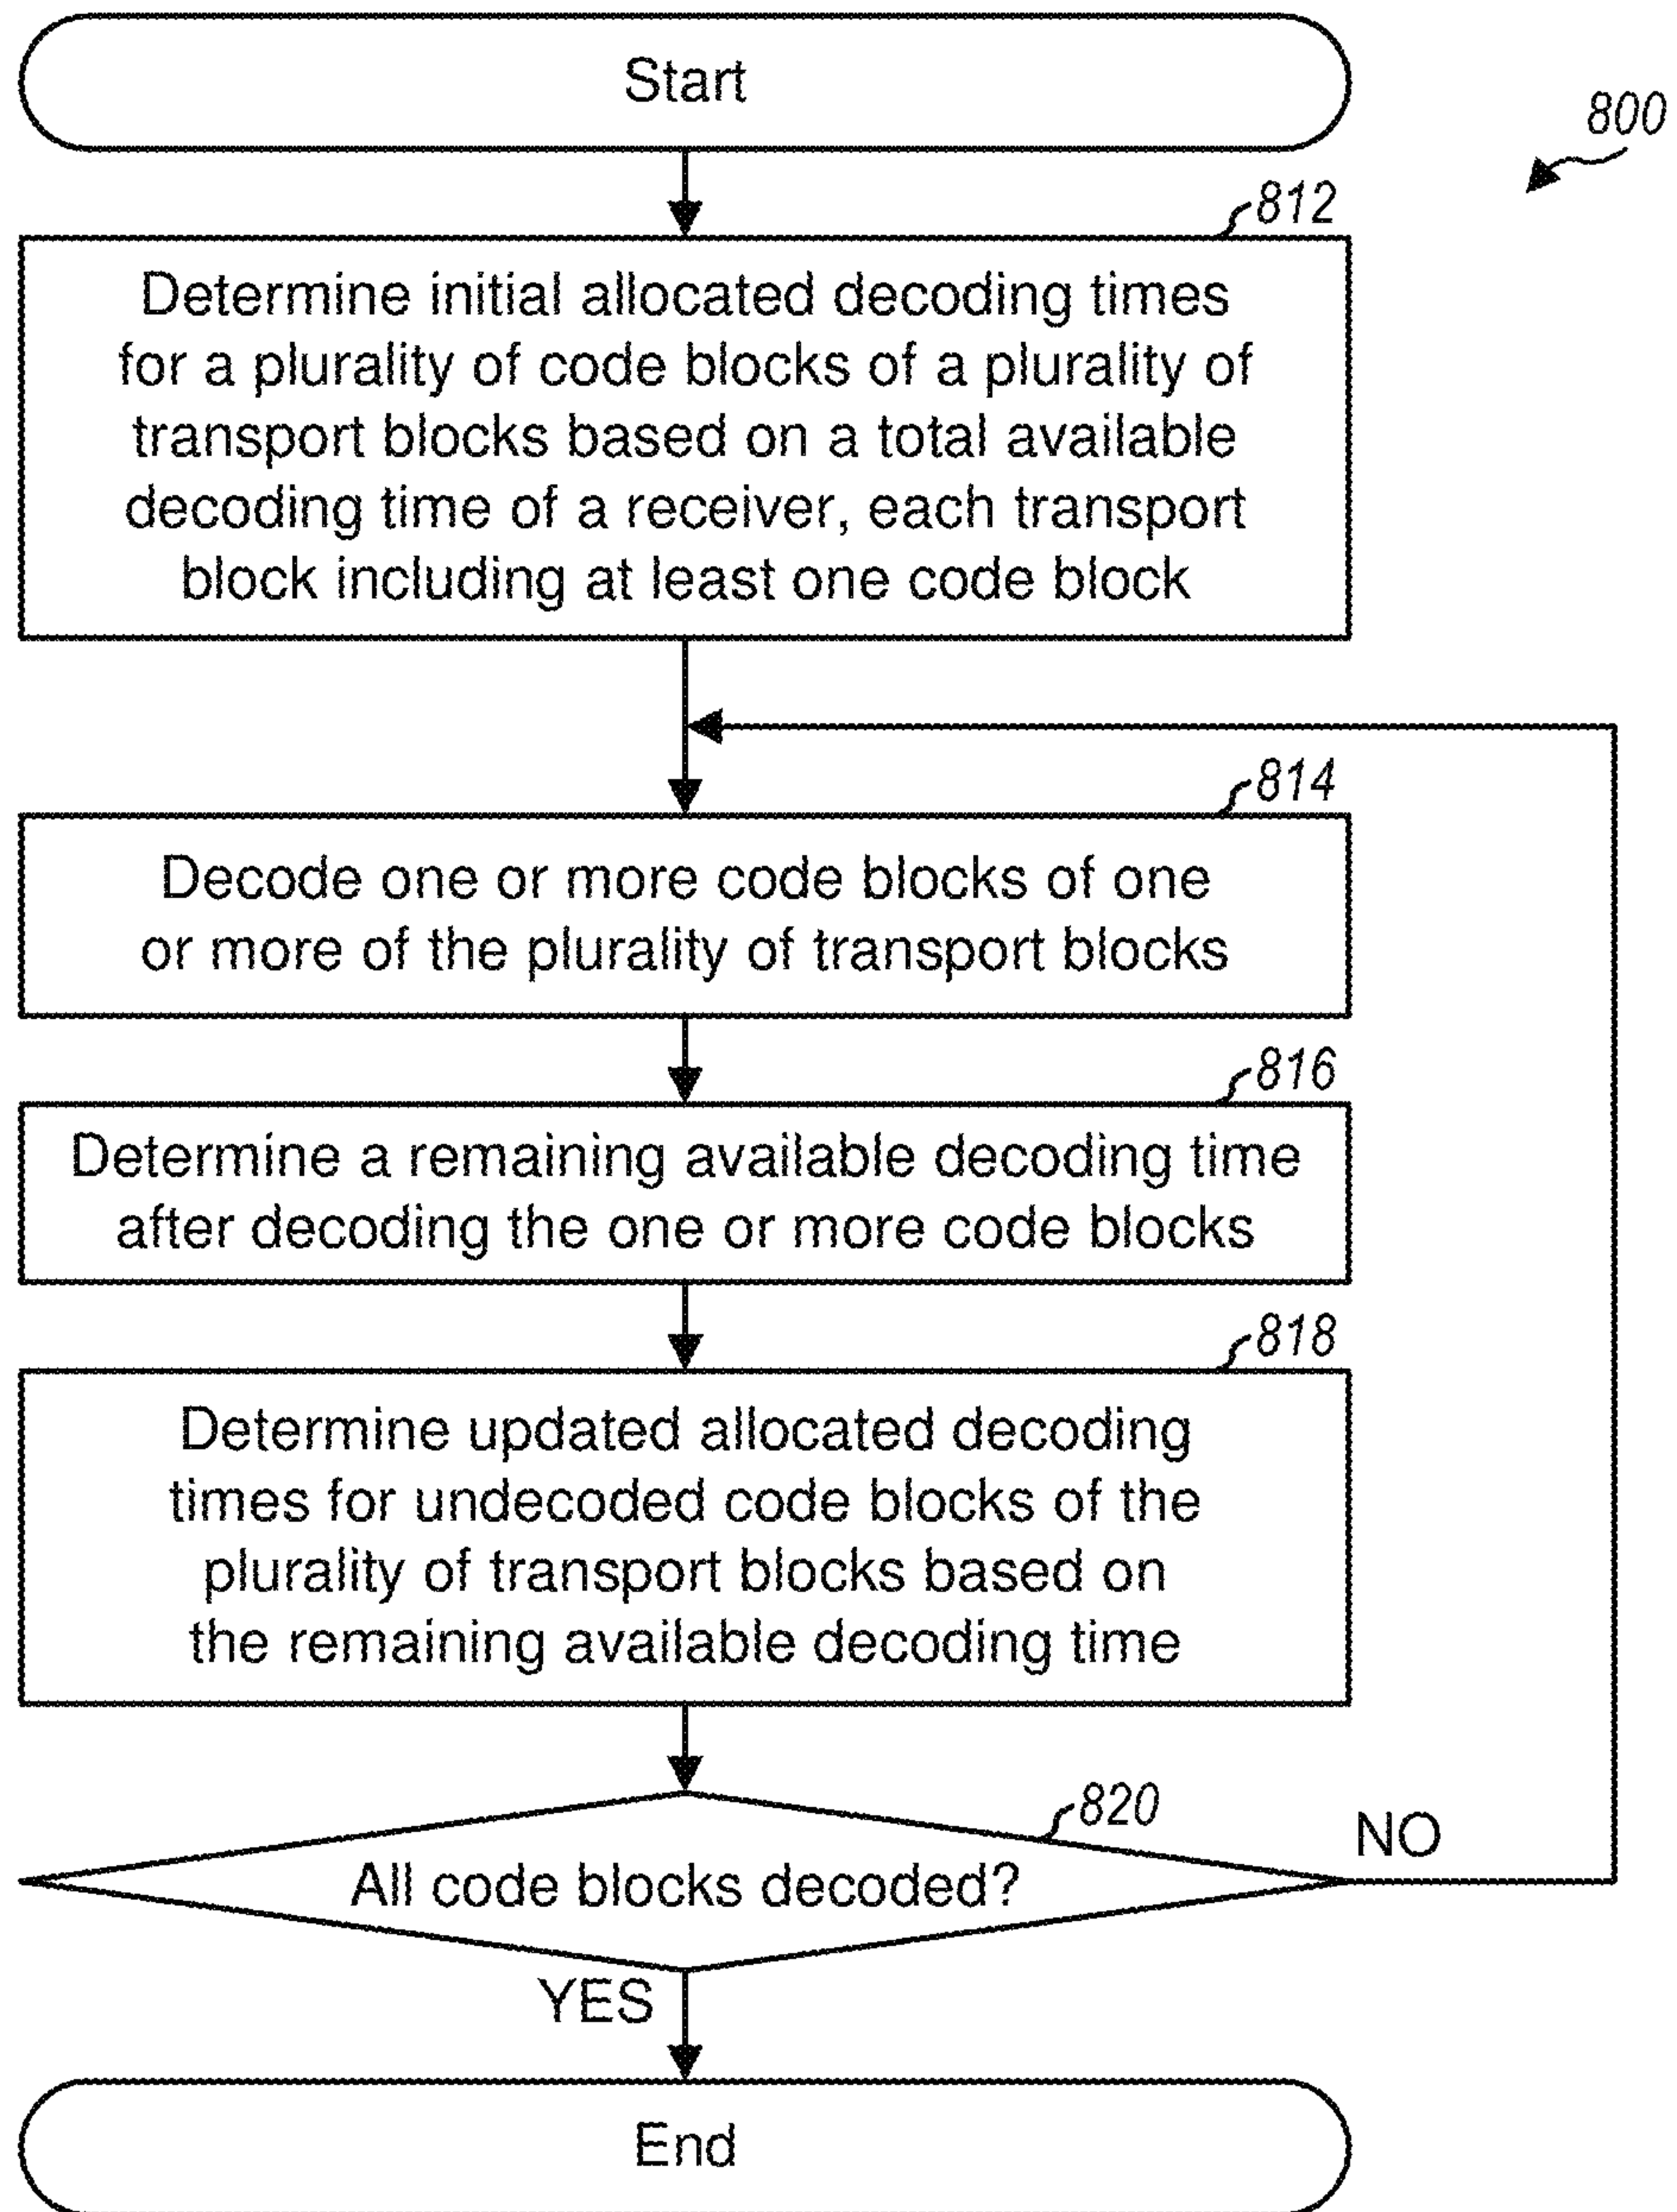 Start
800
812
Determine initial allocated decoding times
for a plurality of code blocks of a plurality of
transport blocks based on a total available
decoding time of a receiver, each transport
block including at least one code block
814
Decode one or more code blocks of one
or more of the plurality of transport blocks
816
Determine a remaining available decoding time
after decoding the one or more code blocks
818
Determine updated allocated decoding
times for undecoded code blocks of the
plurality of transport blocks based on
the remaining available decoding time
820
NO
All code blocks decoded?
YES
End